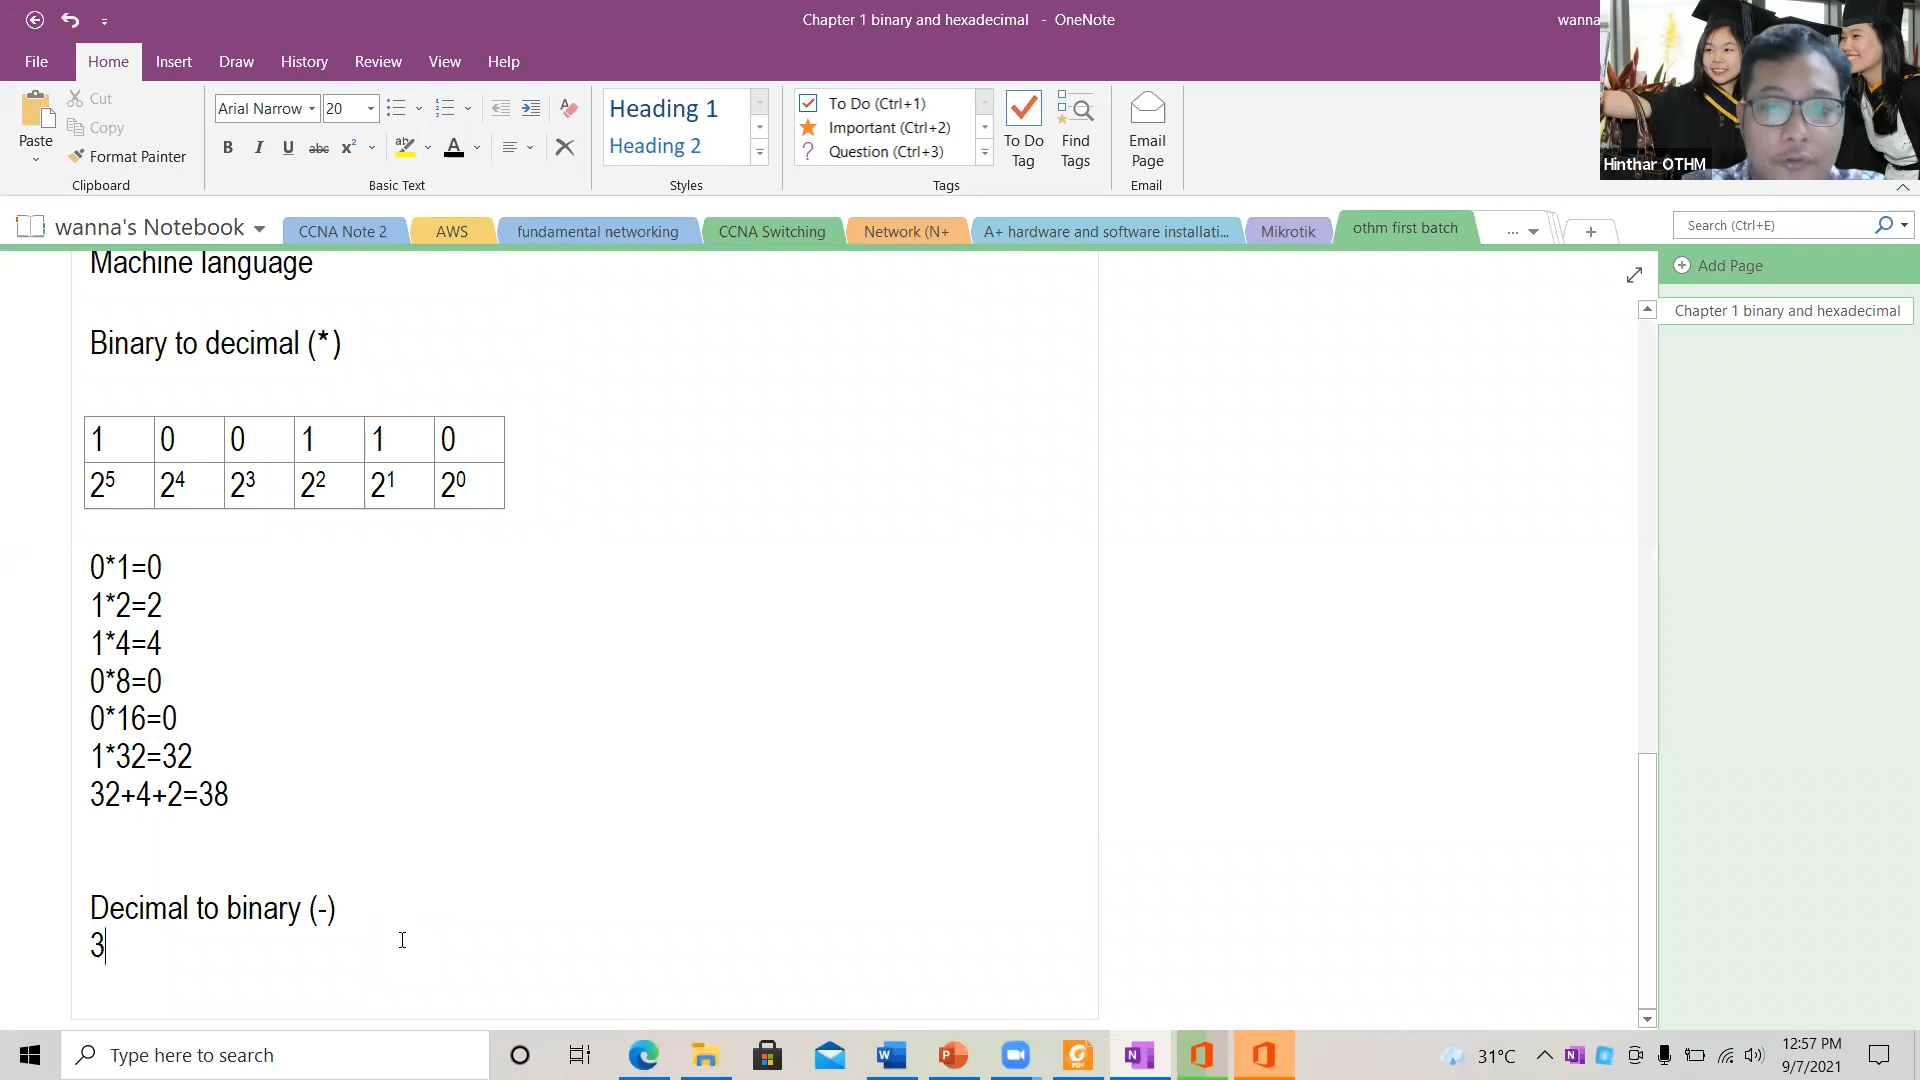 Chapter 1 binary and hexadecimal - OneNote
wanna
File
Home
Insert
Draw
History
Review
View
Help
Paste
Cut
Copy
Format Painter
Clipboard
Arial Narrow
20
B I U abc x²
A
Basic Text
Heading 1
Heading 2
Styles
To Do (Ctrl+1)
Important (Ctrl+2)
Question (Ctrl+3)
To Do
Tag
Find
Tags
Tags
Email
Page
Email
Hinthar OTHM
wanna's Notebook
CCNA Note 2
AWS
fundamental networking
CCNA Switching
Network (N+
A+ hardware and software installati...
Mikrotik
othm first batch
...
Search (Ctrl+E)
Add Page
Chapter 1 binary and hexadecimal
Machine language
Binary to decimal (*)
1 0 0 1 1 0
2⁵ 2⁴ 2³ 2² 2¹ 2⁰
0*1=0
1*2=2
1*4=4
0*8=0
0*16=0
1*32=32
32+4+2=38
Decimal to binary (-)
3
Type here to search
31°C
12:57 PM
9/7/2021